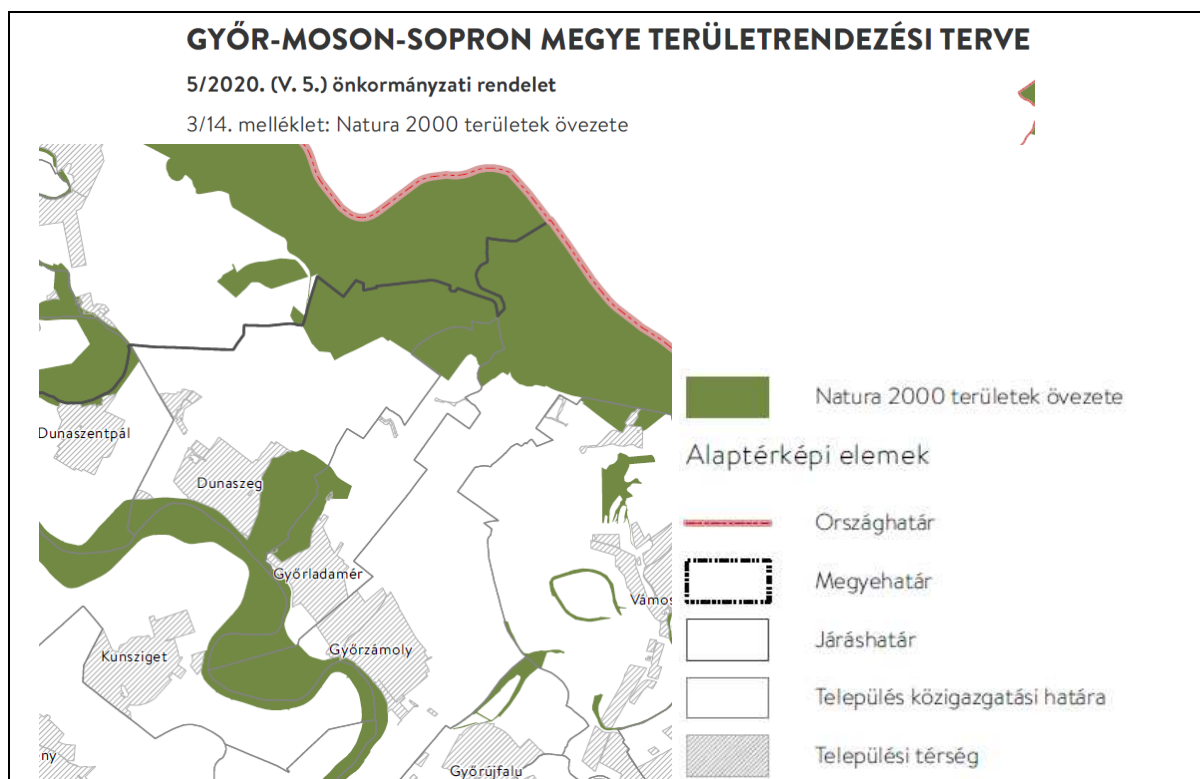 GYŐR-MOSON-SOPRON MEGYE TERÜLETRENDEZÉSI TERVE
5/2020. (V. 5.) önkormányzati rendelet
3/14. melléklet: Natura 2000 területek övezete
Dunaszentpál
Dunaszeg
Győrladamér
Vámos
Kunsziget
Győrzámoly
ny
Győrújfalu
Natura 2000 területek övezete
Alaptérképi elemek
Országhatár
Megyehatár
Járáshatár
Település közigazgatási határa
Települési térség